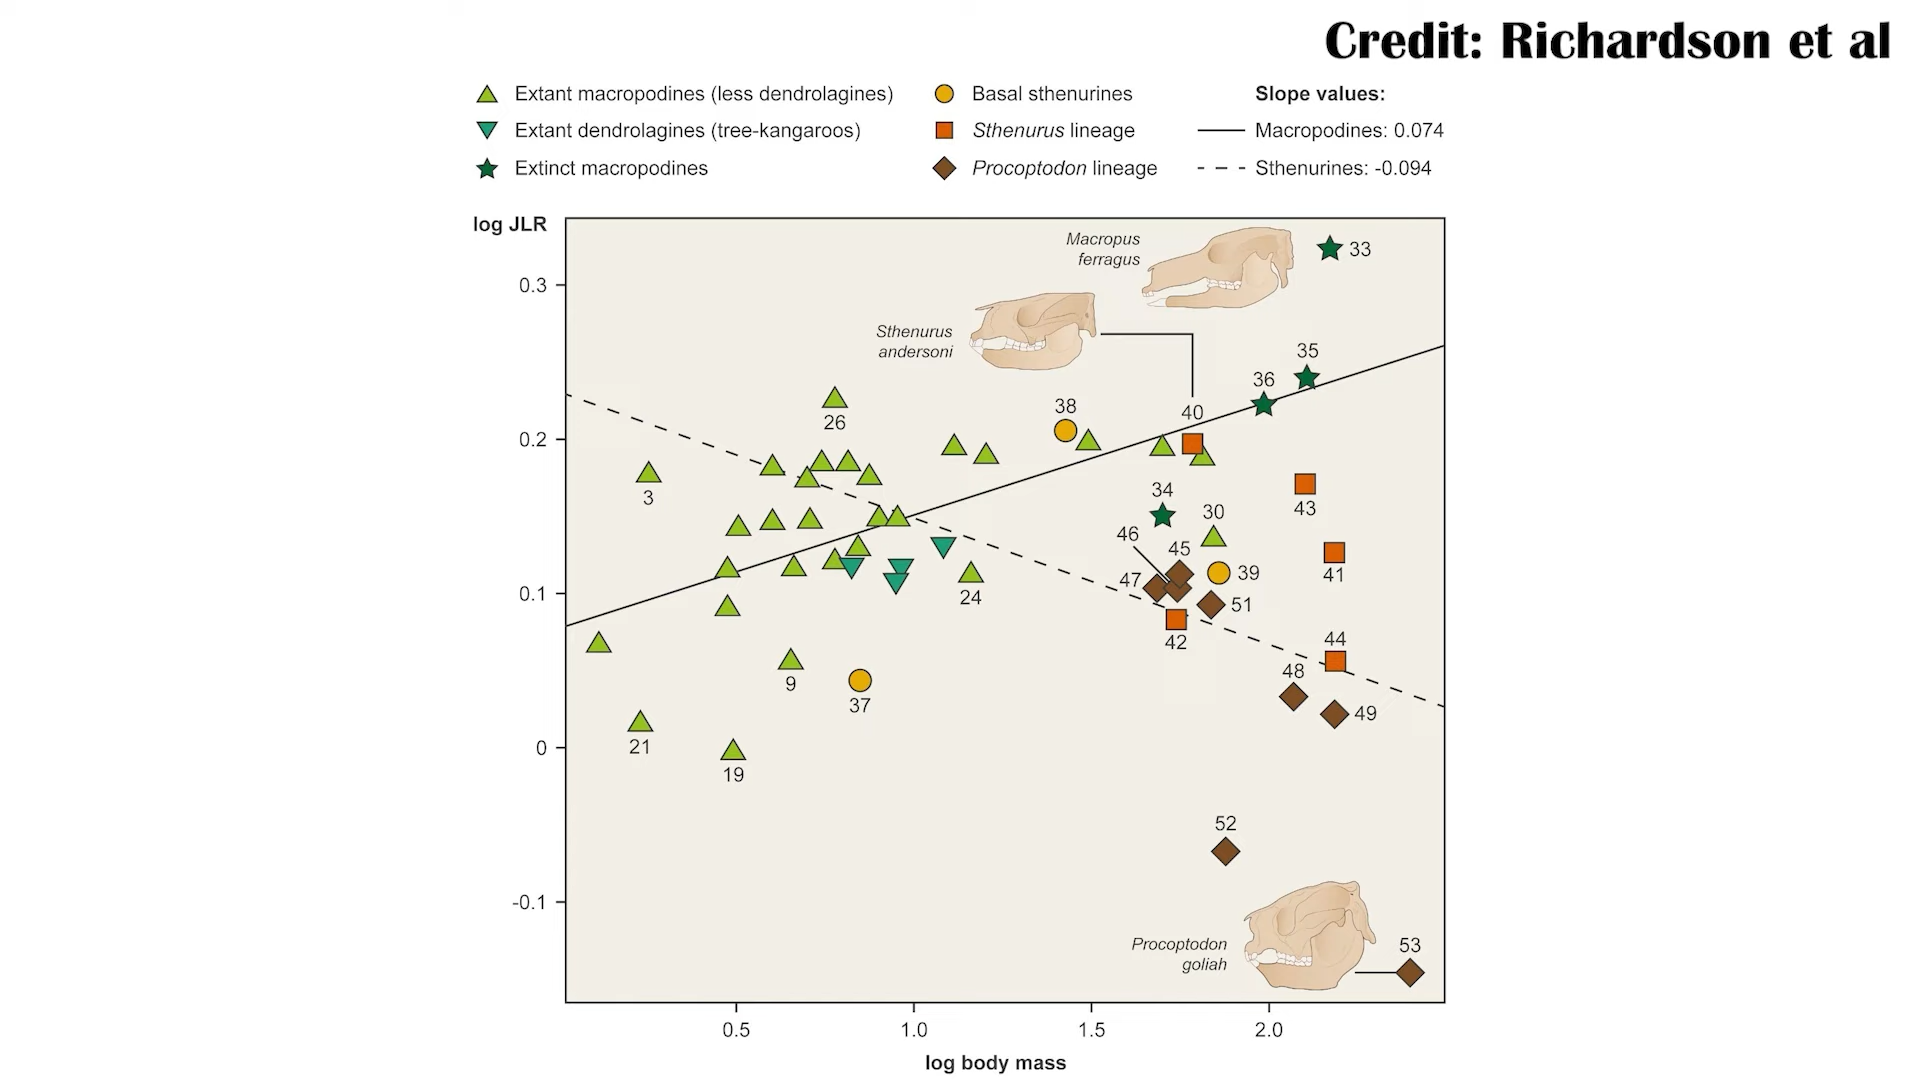 Credit: Richardson et al
Extant macropodines (less dendrolagines)
Extant dendrolagines (tree-kangaroos)
Extinct macropodines
Basal sthenurines
Sthenurus lineage
Procoptodon lineage
Slope values:
Macropodines: 0.074
Sthenurines: -0.094
log JLR
0.3
0.2
0.1
0
-0.1
Macropus
ferragus
33
Sthenurus
andersoni
35
36
26
38
40
3
43
34
30
46
45
47
39
41
24
51
42
44
9
48
37
49
21
19
52
Procoptodon
goliah
53
0.5
1.0
1.5
2.0
log body mass